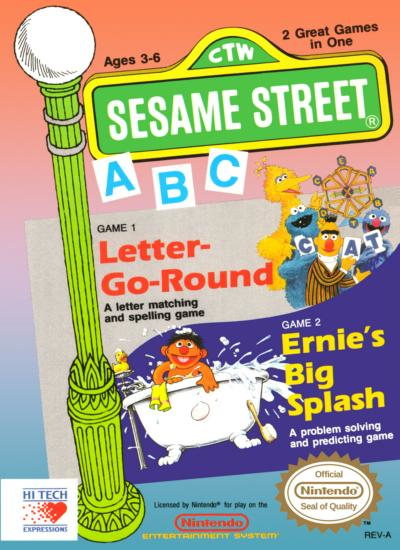 Ages 3-6
2 Great Games
in One
CTW
SESAME STREET®
A B C
GAME 1
Letter-
Go-Round
A letter matching
and spelling game
C A T
GAME 2
Ernie's
Big
Splash
A problem solving
and predicting game
HI TECH
EXPRESSIONS
Licensed by Nintendo® for play on the
Nintendo
ENTERTAINMENT SYSTEM™
Official
Nintendo
Seal of Quality
REV-A